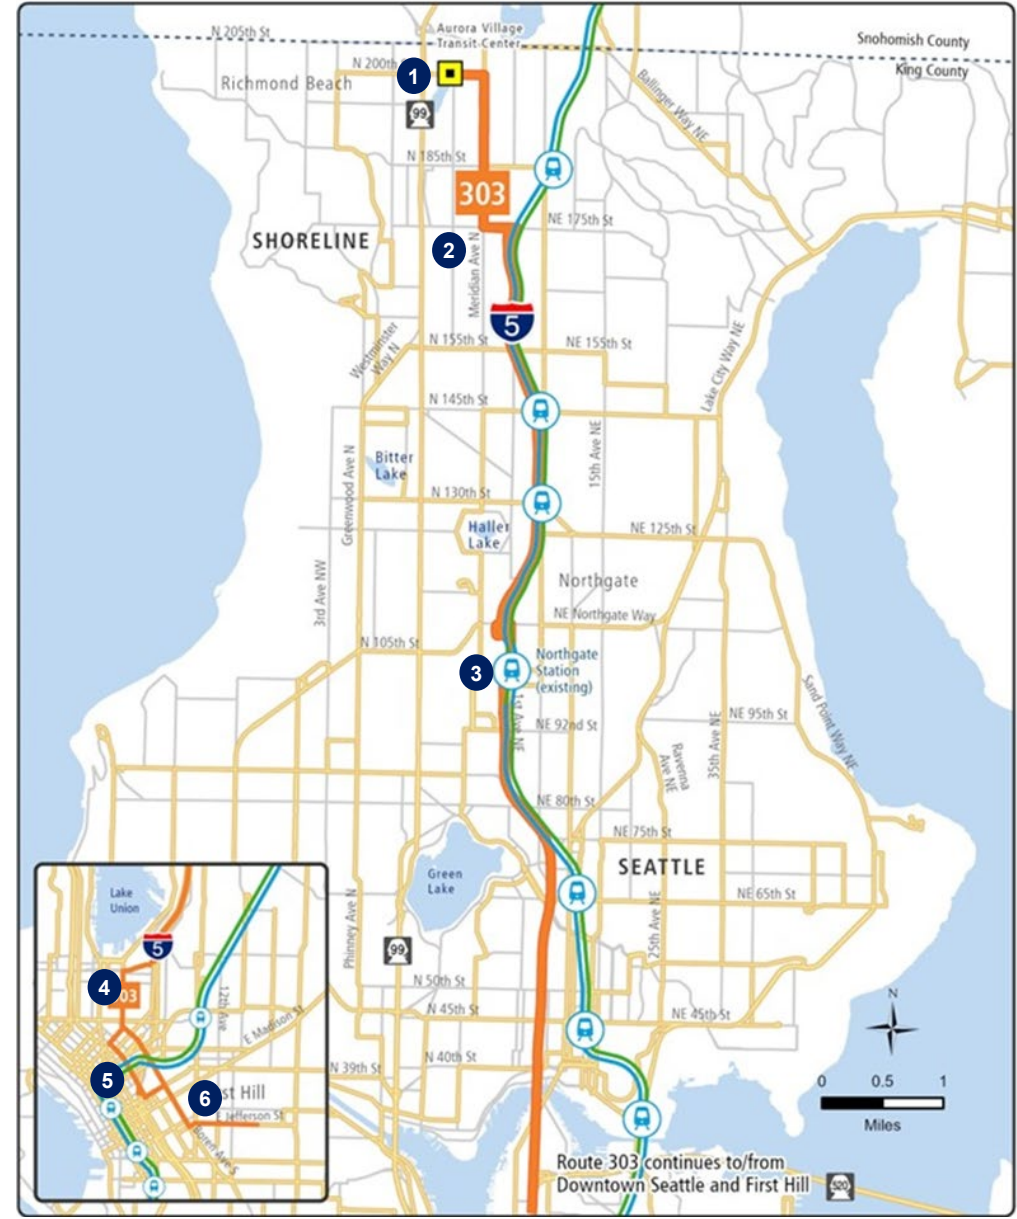 N 205th St
Aurora Village
Transit Center
Snohomish County
King County
N 200th
1
Richmond Beach
99
Ballinger Way NE
N 185th St
303
NE 175th St
SHORELINE
2
Meridian Ave N
5
N 155th St
NE 155th St
Westminster
Way N
Lake City Way NE
N 145th St
15th Ave NE
Bitter
Lake
Greenwood Ave N
N 130th St
Haller
Lake
NE 125th St
3rd Ave NW
Northgate
NE Northgate Way
N 105th St
3
Northgate
Station
(existing)
Sand Point Way NE
1st Ave NE
NE 92nd St
NE 95th St
35th Ave NE
Ravenna
Ave NE
NE 80th St
NE 75th St
SEATTLE
Green
Lake
NE 65th St
25th Ave NE
Phinney Ave N
99
N 50th St
N 45th St
NE 45th St
N 40th St
N 39th St
N
0 0.5 1
Miles
Route 303 continues to/from
Downtown Seattle and First Hill
520
Lake
Union
5
4
03
12th Ave
E Madison St
5
6
st Hill
E Jefferson St
Boren Ave S